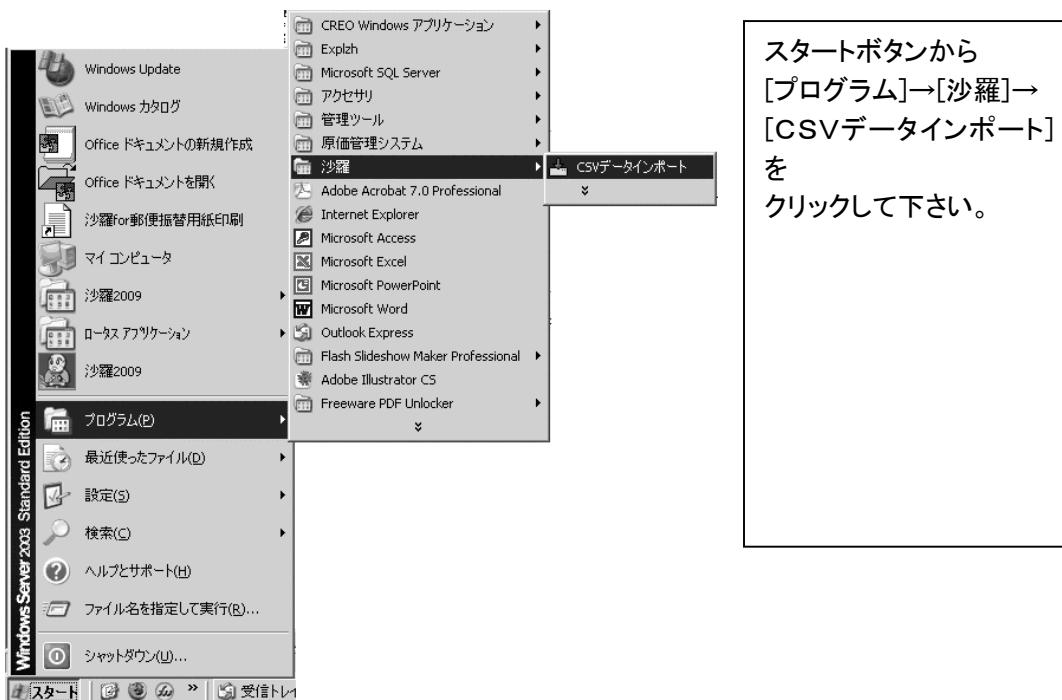 Windows Update
Windows カタログ
Office ドキュメントの新規作成
Office ドキュメントを開く
沙羅for郵便振替用紙印刷
マイ コンピュータ
沙羅2009
ロータス アプリケーション
沙羅2009
プログラム(P)
最近使ったファイル(D)
設定(S)
検索(C)
ヘルプとサポート(H)
ファイル名を指定して実行(R)...
シャットダウン(U)...
Windows Server 2003 Standard Edition
スタート
受信トレイ
CREO Windows アプリケーション
Explzh
Microsoft SQL Server
アクセサリ
管理ツール
原価管理システム
沙羅
Adobe Acrobat 7.0 Professional
Internet Explorer
Microsoft Access
Microsoft Excel
Microsoft PowerPoint
Microsoft Word
Outlook Express
Flash Slideshow Maker Professional
Adobe Illustrator CS
Freeware PDF Unlocker
CSVデータインポート
スタートボタンから
[プログラム]→[沙羅]→
[CSVデータインポート]
を
クリックして下さい。